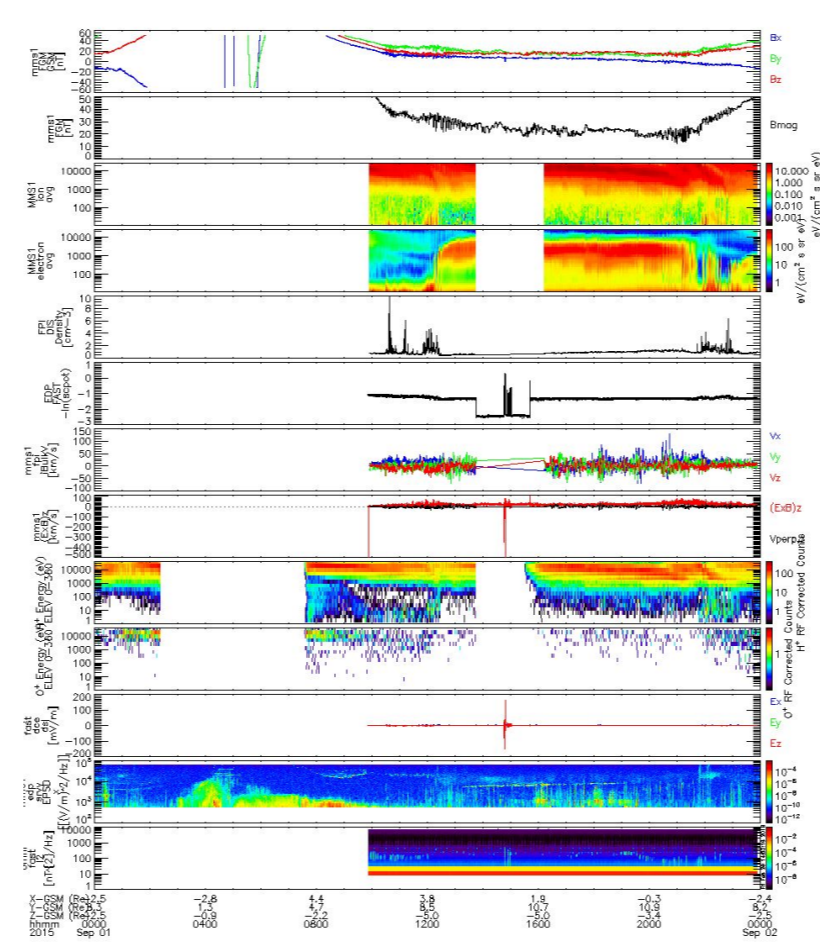 60
40
20
0
-20
-40
-60
mms1
FGM
GSM
[nT]
Bx
By
Bz
50
40
30
20
10
0
mms1
FGM
[nT]
Bmag
10000
1000
100
MMS1
ion
avg
10.000
1.000
0.100
0.010
0.001
eV/(cm² s sr eV)
10000
1000
100
MMS1
electron
avg
100
10
1
eV/(cm² s sr eV)
10
8
6
4
2
0
FPI
DIS
Density
[cm^-3]
1
0
-1
-2
-3
EDP
FAST
-ln(scpot)
150
100
50
0
-50
-100
mms1
fpi
iBulkV
[km/s]
Vx
Vy
Vz
100
0
-100
-200
-300
-400
-500
mms1
(ExB)z
[km/s]
(ExB)z
10000
1000
100
10
1
H⁺ Energy (eV)
ELEV 0-360
100
10
1
H⁺ RF Corrected Counts
10000
1000
100
10
1
O⁺ Energy (eV)
ELEV 0-360
1
O⁺ RF Corrected Counts
200
100
0
-100
-200
fast
dce
dsl
[mV/m]
Ex
Ey
Ez
10⁵
10⁴
10³
edp
EPSD
[(V/m)^2/Hz]
10⁻⁴
10⁻⁶
10⁻⁸
10⁻¹⁰
10⁻¹²
10000
1000
100
10
1
fast
10⁻²
10⁻⁴
10⁻⁶
10⁻⁸
X-GSM (Re) -2.8 4.4 3.8 1.9 -0.3 -2.4
Y-GSM (Re) 1.3 4.7 8.5 10.7 10.9 8.2
Z-GSM (Re) -0.9 -2.2 -5.0 -5.0 -3.4 -2.5
hhmm 0000 0400 0800 1200 1600 2000 0000
2015 Sep 01 Sep 02